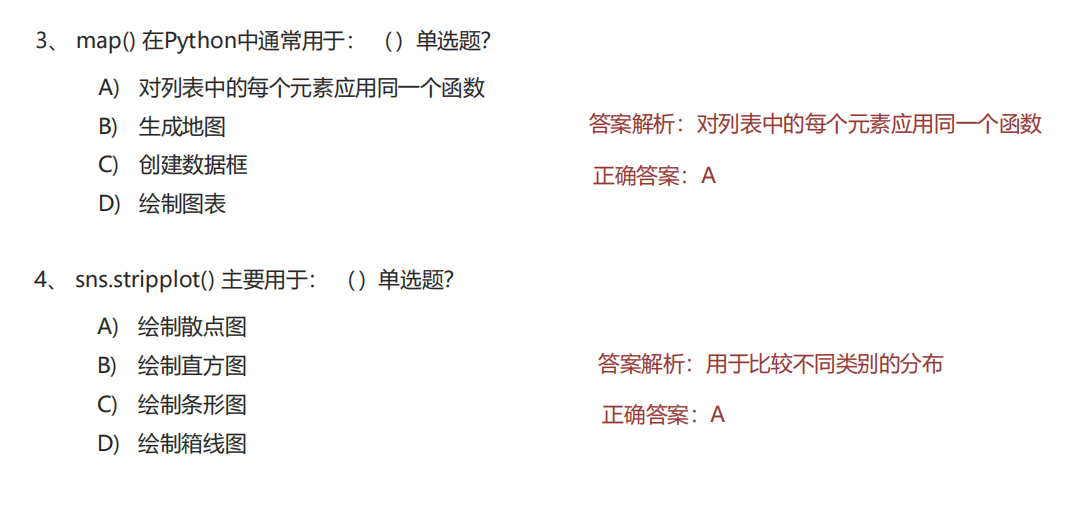 3、 map() 在Python中通常用于： （）单选题?
A) 对列表中的每个元素应用同一个函数
B) 生成地图
C) 创建数据框
D) 绘制图表
答案解析：对列表中的每个元素应用同一个函数
正确答案：A
4、 sns.stripplot() 主要用于： （）单选题?
A) 绘制散点图
B) 绘制直方图
C) 绘制条形图
D) 绘制箱线图
答案解析：用于比较不同类别的分布
正确答案：A